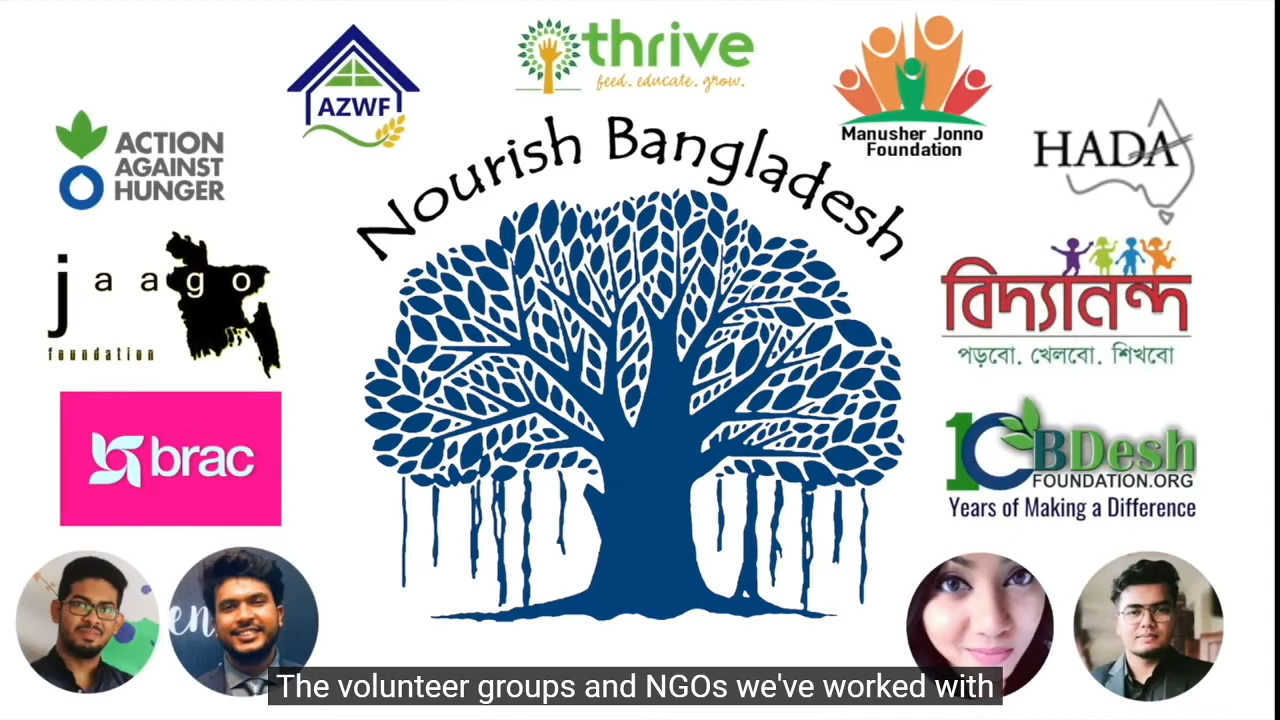 AZWF
thrive
feed. educate. grow.
Manusher Jonno
Foundation
ACTION
AGAINST
HUNGER
Nourish Bangladesh
HADA
jaago
foundation
বিদ্যানন্দ
পড়বো. খেলবো. শিখবো
brac
10 BDesh
FOUNDATION.ORG
Years of Making a Difference
en
The volunteer groups and NGOs we've worked with